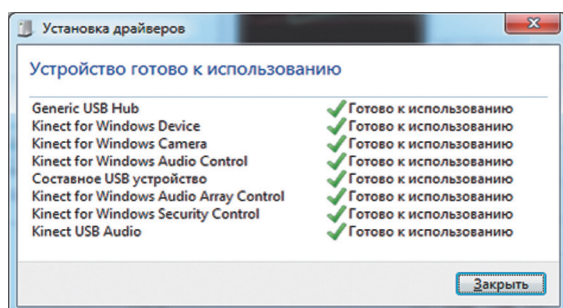 Установка драйверов
Устройство готово к использованию
Generic USB Hub Готово к использованию
Kinect for Windows Device Готово к использованию
Kinect for Windows Camera Готово к использованию
Kinect for Windows Audio Control Готово к использованию
Составное USB устройство Готово к использованию
Kinect for Windows Audio Array Control Готово к использованию
Kinect for Windows Security Control Готово к использованию
Kinect USB Audio Готово к использованию
Закрыть